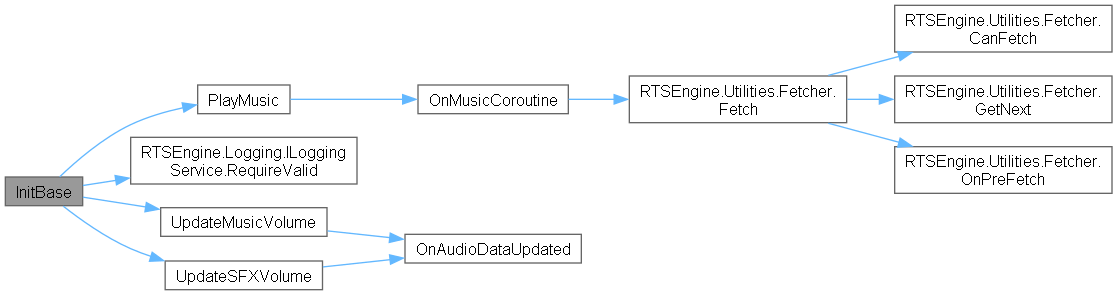 RTSEngine.Utilities.Fetcher.
CanFetch
PlayMusic
OnMusicCoroutine
RTSEngine.Utilities.Fetcher.
Fetch
RTSEngine.Utilities.Fetcher.
GetNext
RTSEngine.Logging.ILogging
Service.RequireValid
RTSEngine.Utilities.Fetcher.
OnPreFetch
InitBase
UpdateMusicVolume
OnAudioDataUpdated
UpdateSFXVolume